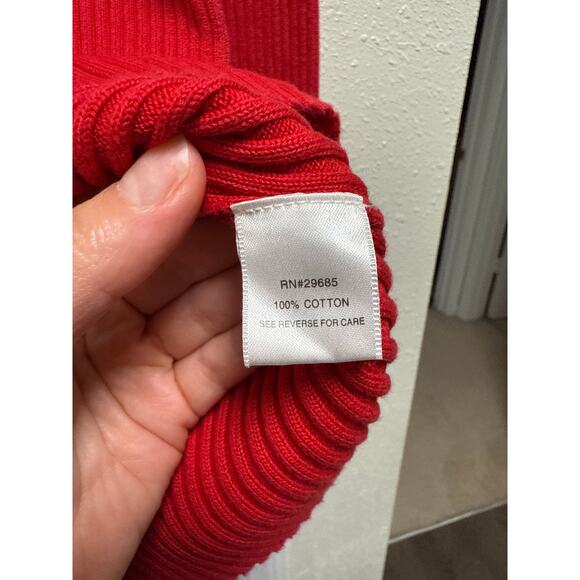 RN#29685
100% COTTON
SEE REVERSE FOR CARE